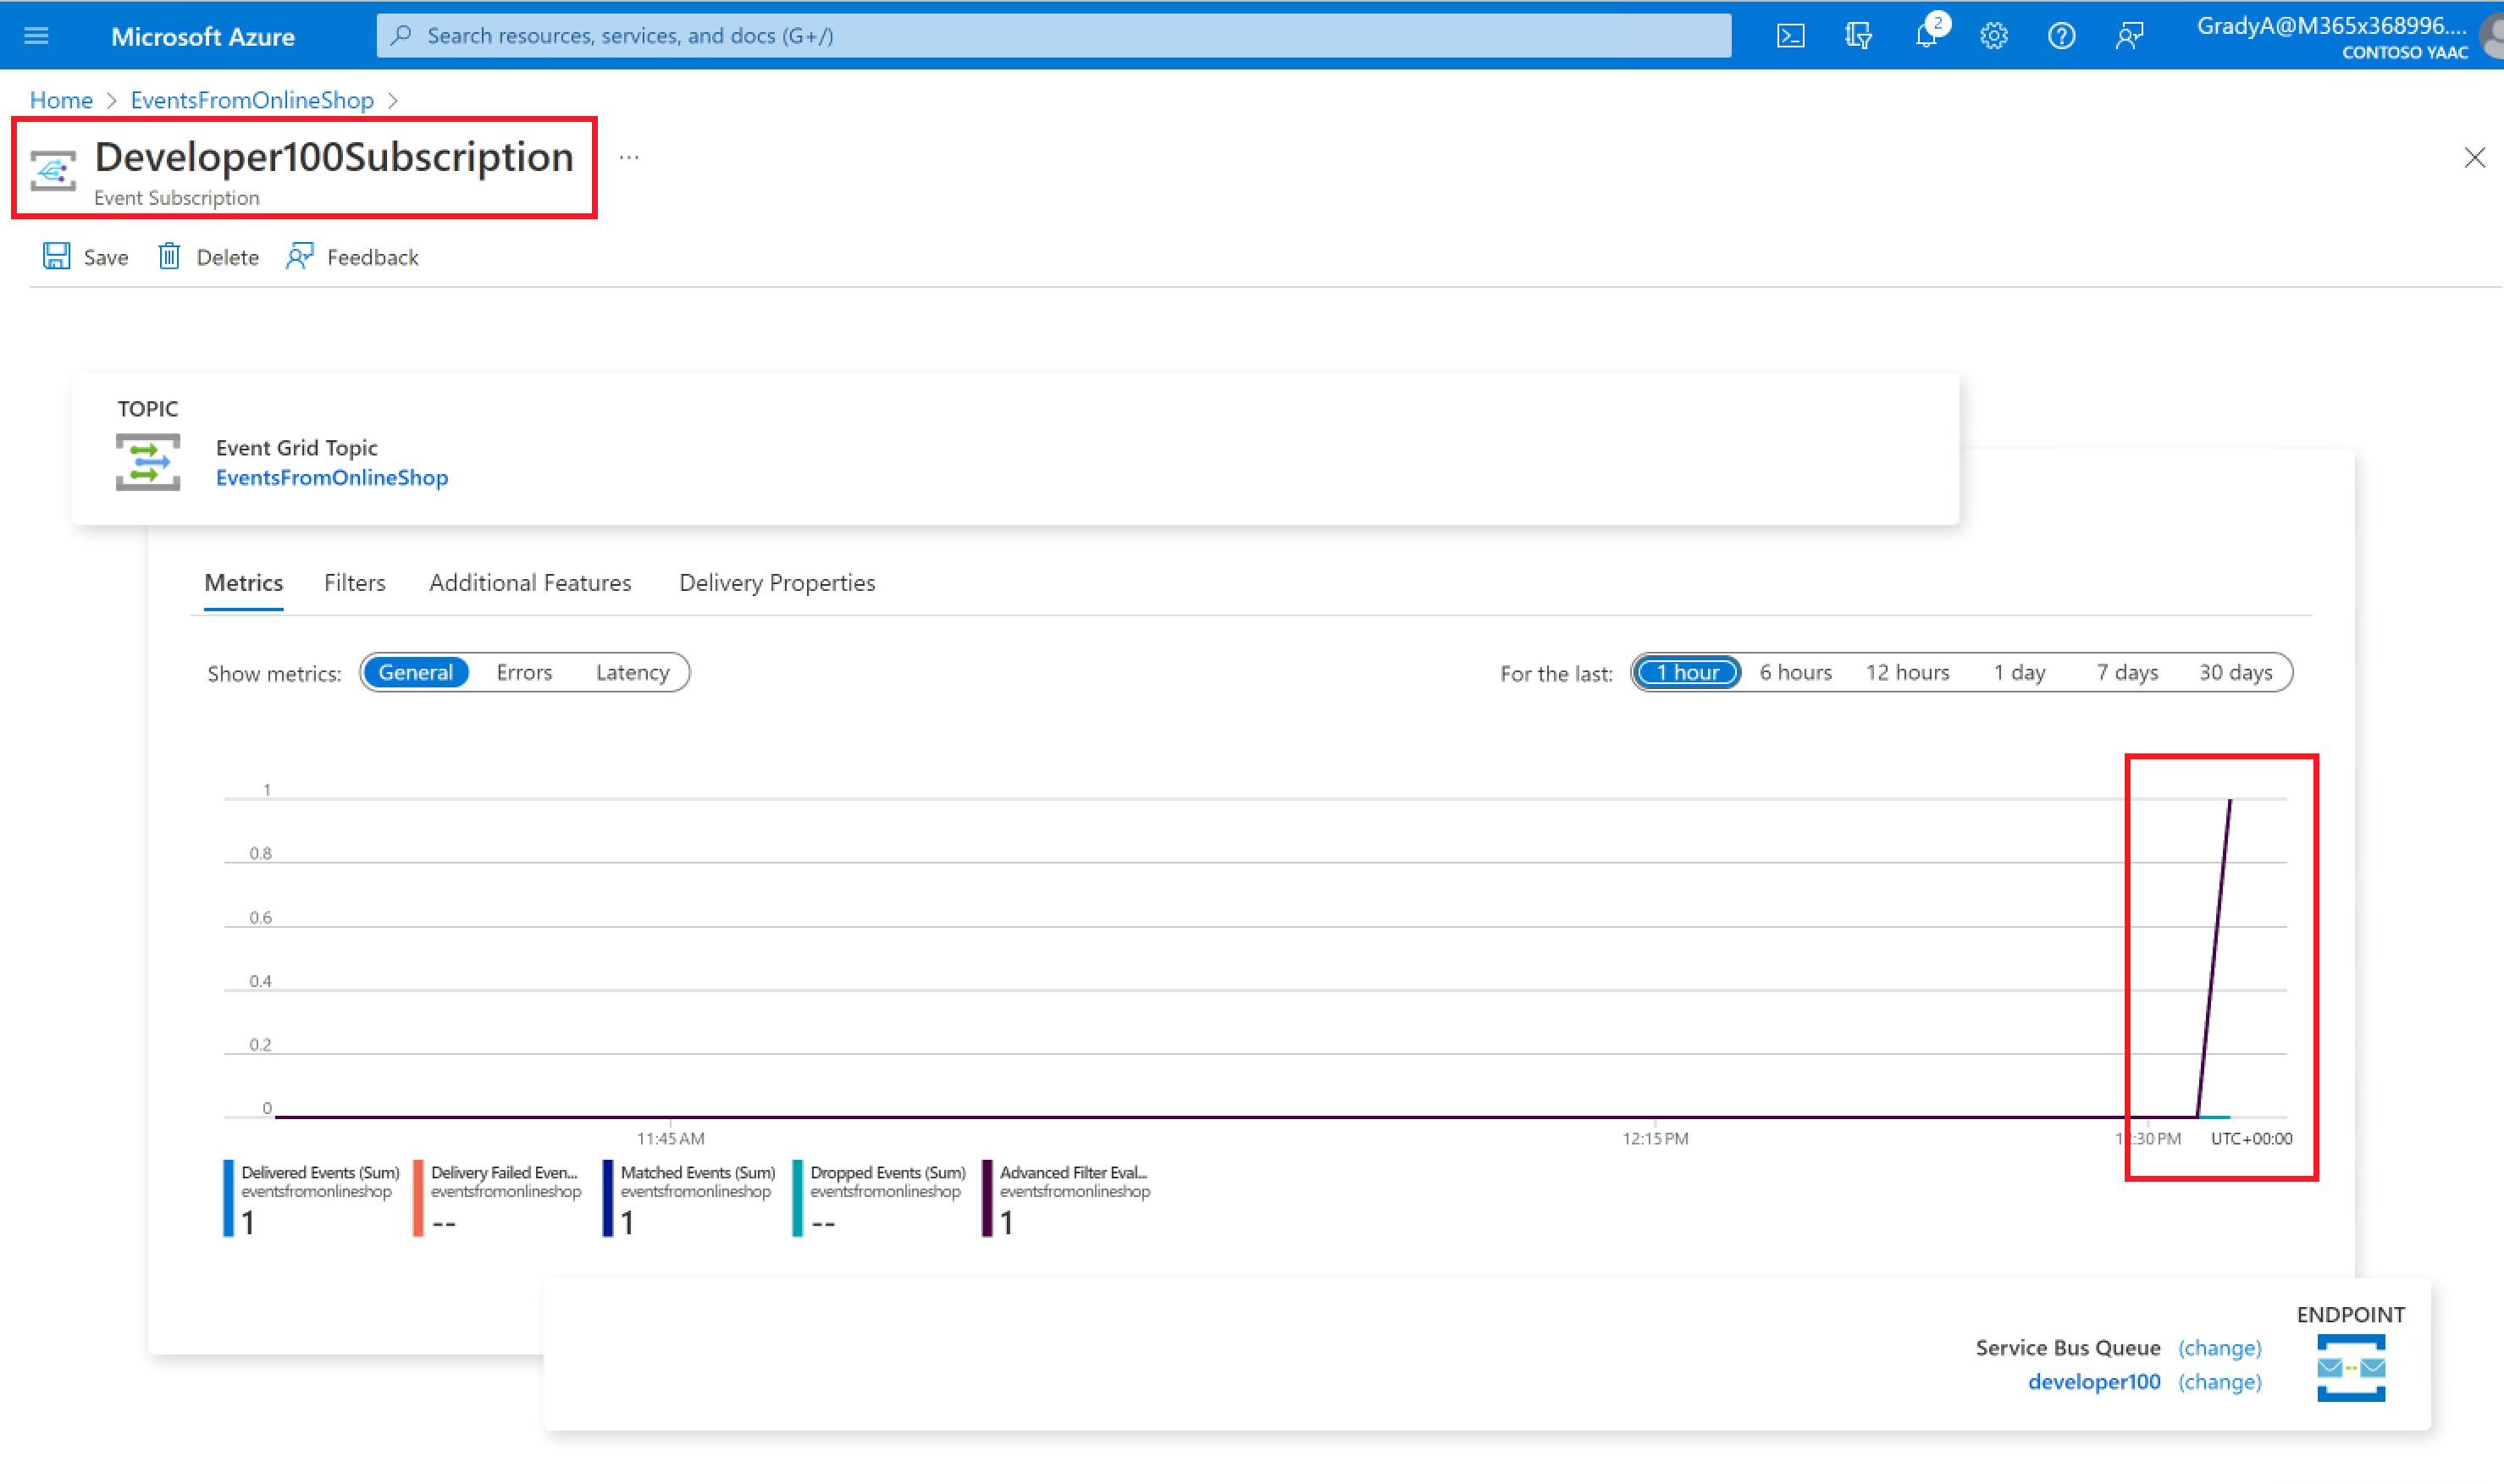 Microsoft Azure
Search resources, services, and docs (G+/)
2
GradyA@M365x368996....
CONTOSO YAAC
Home > EventsFromOnlineShop >
Developer100Subscription ...
Event Subscription
Save Delete Feedback
TOPIC
Event Grid Topic
EventsFromOnlineShop
Metrics Filters Additional Features Delivery Properties
Show metrics: General Errors Latency
For the last: 1 hour 6 hours 12 hours 1 day 7 days 30 days
1
0.8
0.6
0.4
0.2
0
11:45 AM 12:15 PM 12:30 PM UTC+00:00
Delivered Events (Sum) Delivery Failed Even... Matched Events (Sum) Dropped Events (Sum) Advanced Filter Eval...
eventsfromonlineshop eventsfromonlineshop eventsfromonlineshop eventsfromonlineshop eventsfromonlineshop
1 -- 1 -- 1
ENDPOINT
Service Bus Queue (change)
developer100 (change)